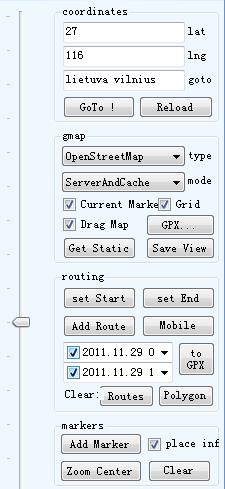 coordinates
27 lat
116 lng
lietuva vilnius goto
GoTo ! Reload
gmap
OpenStreetMap type
ServerAndCache mode
Current Marke Grid
Drag Map GPX...
Get Static Save View
routing
set Start set End
Add Route Mobile
2011.11.29 0 to
2011.11.29 1 GPX
Clear: Routes Polygon
markers
Add Marker place inf
Zoom Center Clear